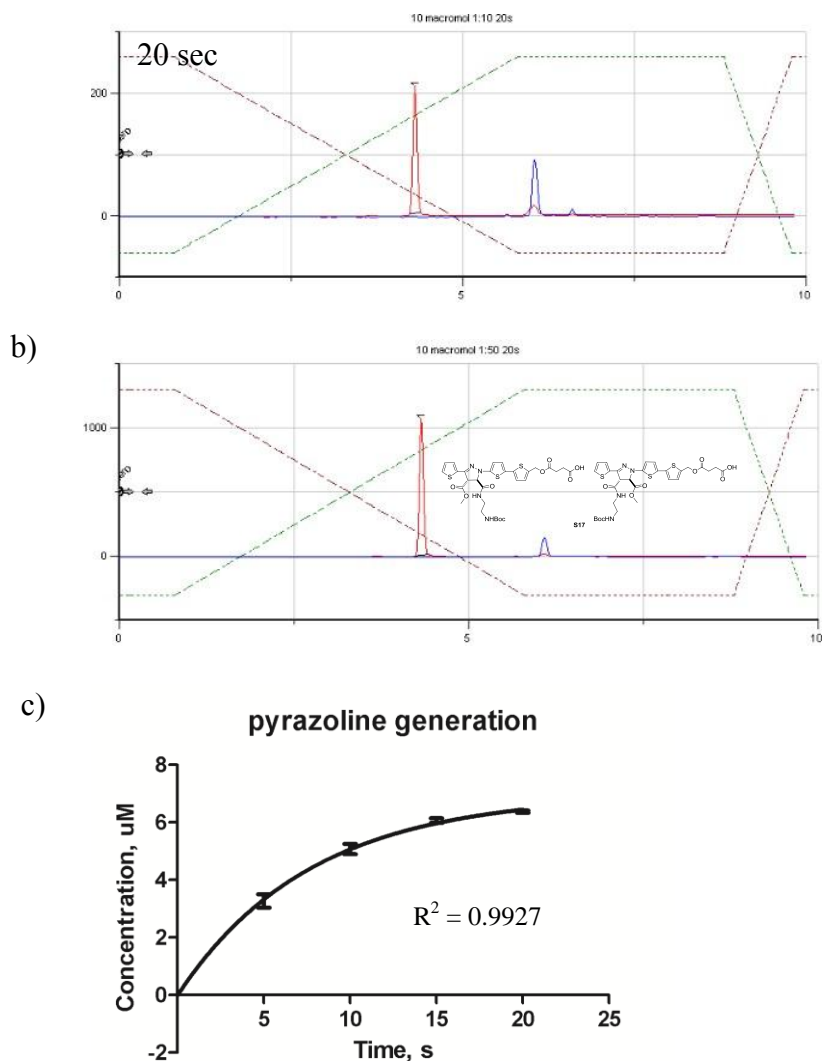 10 macromol 1:10 20s
20 sec
200
0
0
5
10
b)
10 macromol 1:50 20s
1000
0
S17
0
5
10
c)
pyrazoline generation
8
6
4
2
0
-2
Concentration, uM
R² = 0.9927
5
10
15
20
25
Time, s